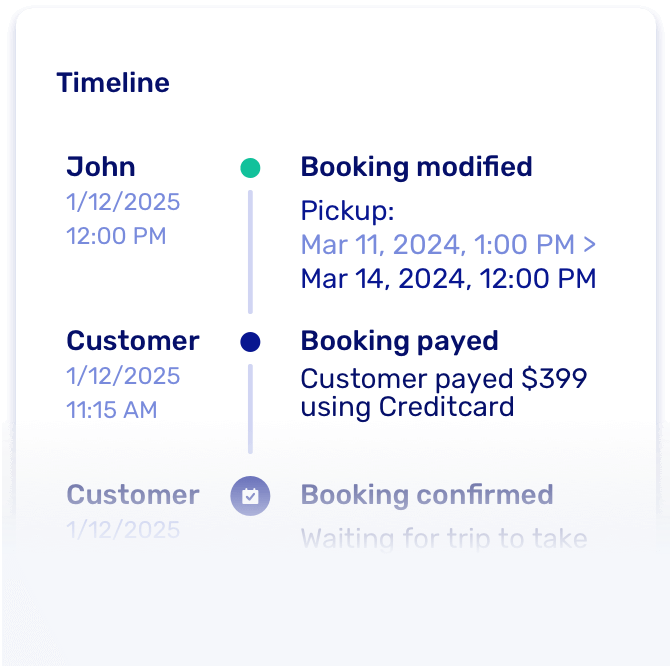 Timeline
John
1/12/2025
12:00 PM
Booking modified
Pickup:
Mar 11, 2024, 1:00 PM >
Mar 14, 2024, 12:00 PM
Customer
1/12/2025
11:15 AM
Booking payed
Customer payed $399
using Creditcard
Customer
1/12/2025
Booking confirmed
Waiting for trip to take